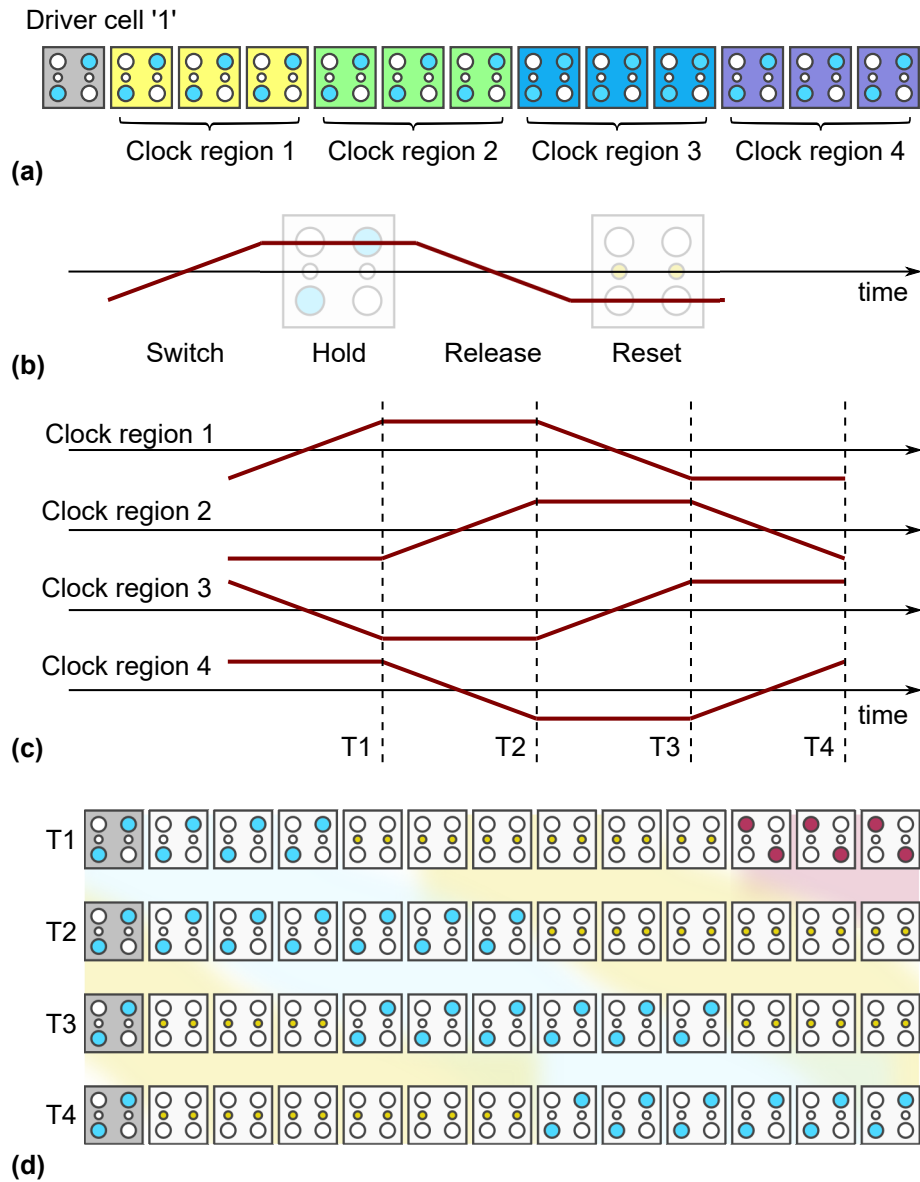 Driver cell '1'
Clock region 1 Clock region 2 Clock region 3 Clock region 4
(a)
time
Switch Hold Release Reset
(b)
Clock region 1
Clock region 2
Clock region 3
Clock region 4
time
T1 T2 T3 T4
(c)
T1
T2
T3
T4
(d)